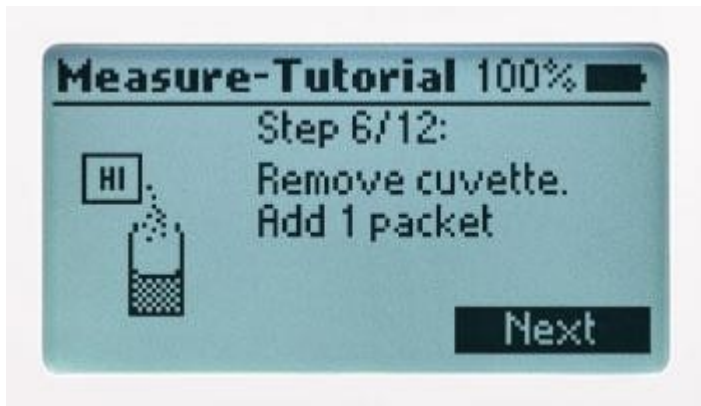 Measure-Tutorial 100%
Step 6/12:
HI
Remove cuvette.
Add 1 packet
Next